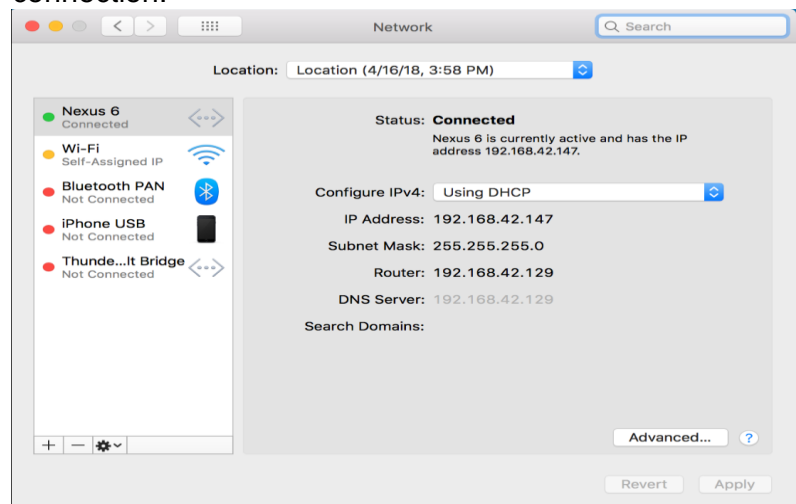 connection.
Network
Search
Location: Location (4/16/18, 3:58 PM)
Nexus 6
Connected
Wi-Fi
Self-Assigned IP
Bluetooth PAN
Not Connected
iPhone USB
Not Connected
Thunde...lt Bridge
Not Connected
Status: Connected
Nexus 6 is currently active and has the IP
address 192.168.42.147.
Configure IPv4: Using DHCP
IP Address: 192.168.42.147
Subnet Mask: 255.255.255.0
Router: 192.168.42.129
DNS Server: 192.168.42.129
Search Domains:
Advanced... ?
Revert Apply